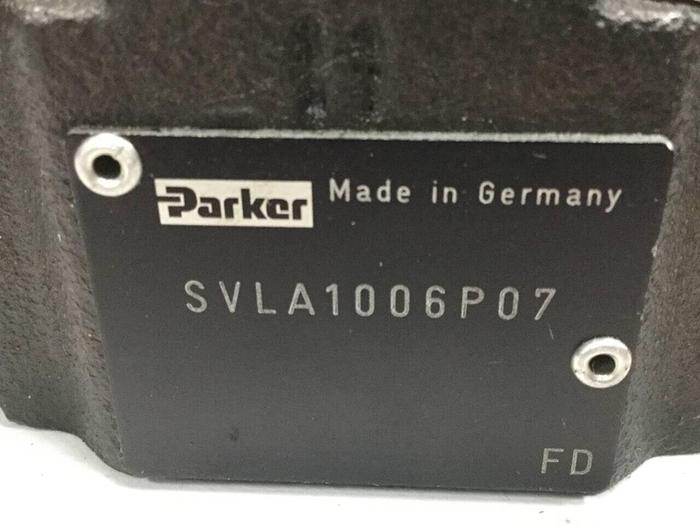 Parker Made in Germany
SVLA1006P07
FD